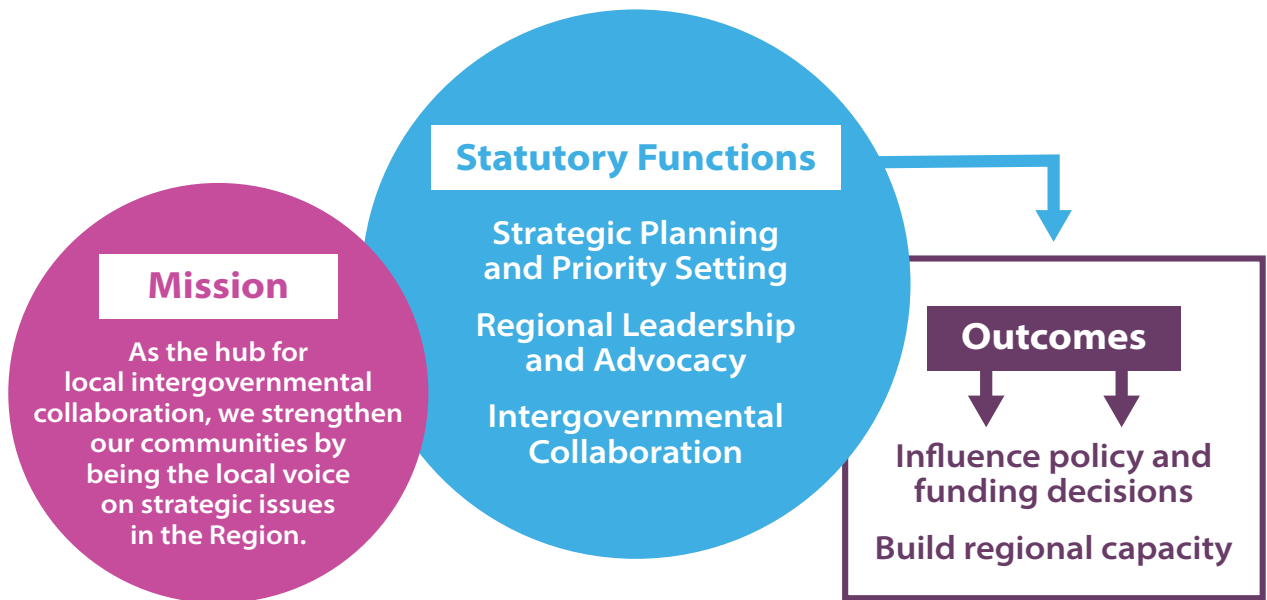 Mission
As the hub for
local intergovernmental
collaboration, we strengthen
our communities by
being the local voice
on strategic issues
in the Region.
Statutory Functions
Strategic Planning
and Priority Setting
Regional Leadership
and Advocacy
Intergovernmental
Collaboration
Outcomes
Influence policy and
funding decisions
Build regional capacity